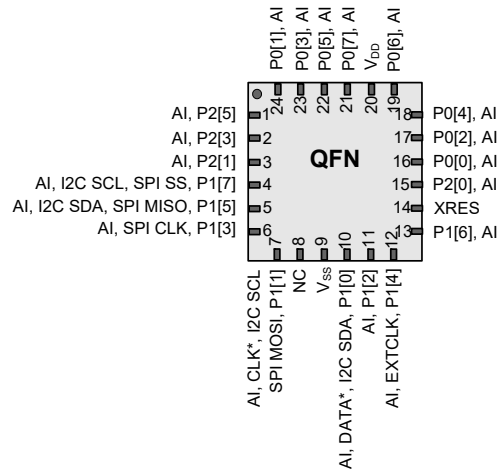 P0[1], AI
P0[3], AI
P0[5], AI
P0[7], AI
VDD
P0[6], AI
24
23
22
21
20
19
AI, P2[5]
1
18
P0[4], AI
AI, P2[3]
2
17
P0[2], AI
AI, P2[1]
3
QFN
16
P0[0], AI
AI, I2C SCL, SPI SS, P1[7]
4
15
P2[0], AI
AI, I2C SDA, SPI MISO, P1[5]
5
14
XRES
AI, SPI CLK, P1[3]
6
13
P1[6], AI
7
8
9
10
11
12
AI, CLK*, I2C SCL
SPI MOSI, P1[1]
NC
VSS
AI, DATA*, I2C SDA, P1[0]
AI, P1[2]
AI, EXTCLK, P1[4]